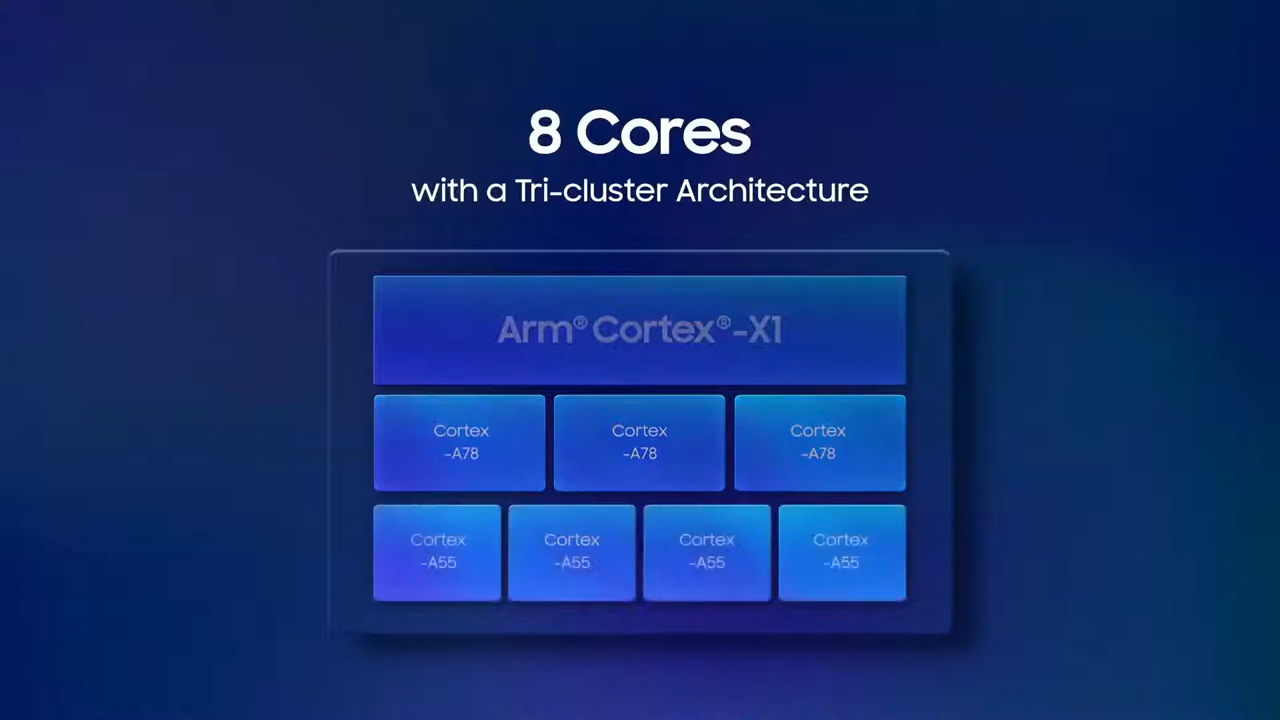 8 Cores
with a Tri-cluster Architecture
Arm® Cortex®-X1
Cortex
-A78
Cortex
-A78
Cortex
-A78
Cortex
-A55
Cortex
-A55
Cortex
-A55
Cortex
-A55